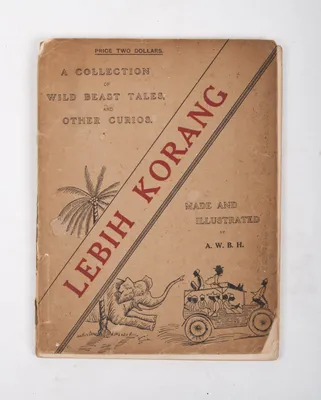 PRICE TWO DOLLARS.
A COLLECTION
OF
WILD BEAST TALES,
AND
OTHER CURIOS.
LEBIH KORANG
MADE AND
ILLUSTRATED
BY
A. W. B. H.